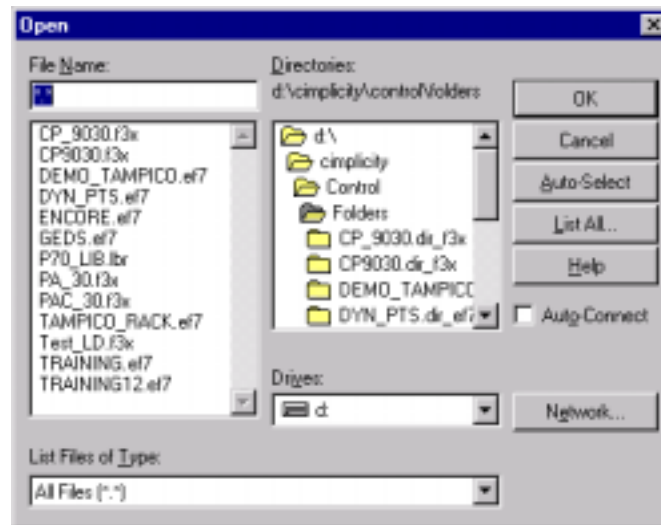 Open
File Name:
*.*
CP_9030.f3x
CP9030.f3x
DEMO_TAMPICO.ef7
DYN_PTS.ef7
ENCORE.ef7
GEDS.ef7
P70_LIB.lbr
PA_30.f3x
PAC_30.f3x
TAMPICO_RACK.ef7
Test_LD.f3x
TRAINING.ef7
TRAINING12.ef7
List Files of Type:
All Files (*.*)
Directories:
d:\cimplicity\control\folders
d:\
cimplicity
Control
Folders
CP_9030.dir_f3x
CP9030.dir_f3x
DEMO_TAMPICO
DYN_PTS.dir_ef7
Drives:
d:
OK
Cancel
Auto-Select
List All...
Help
Auto-Connect
Network...